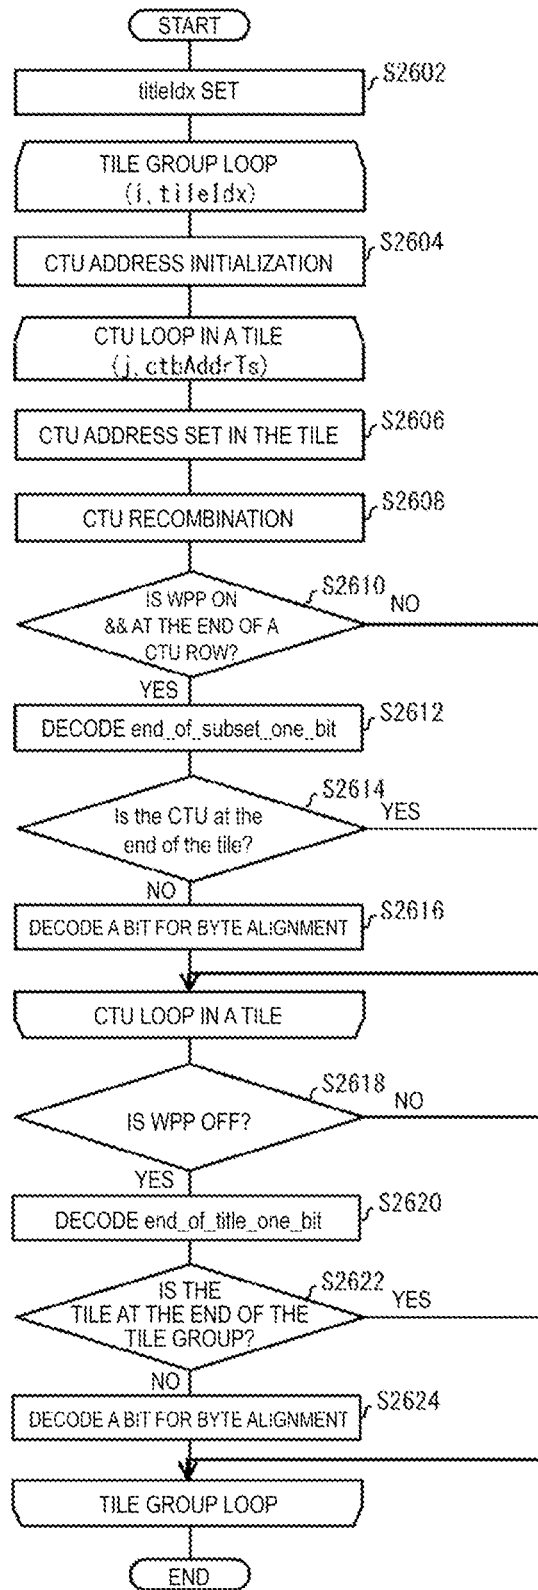 START
titleIdx SET
S2602
TILE GROUP LOOP
(i, tileIdx)
S2604
CTU ADDRESS INITIALIZATION
CTU LOOP IN A TILE
(j, ctbAddrTs)
S2606
CTU ADDRESS SET IN THE TILE
S2608
CTU RECOMBINATION
S2610
IS WPP ON
&& AT THE END OF A
CTU ROW?
NO
YES
S2612
DECODE end_of_subset_one_bit
S2614
Is the CTU at the
end of the tile?
YES
NO
S2616
DECODE A BIT FOR BYTE ALIGNMENT
CTU LOOP IN A TILE
S2618
IS WPP OFF?
NO
YES
S2620
DECODE end_of_title_one_bit
S2622
IS THE
TILE AT THE END OF THE
TILE GROUP?
YES
NO
S2624
DECODE A BIT FOR BYTE ALIGNMENT
TILE GROUP LOOP
END